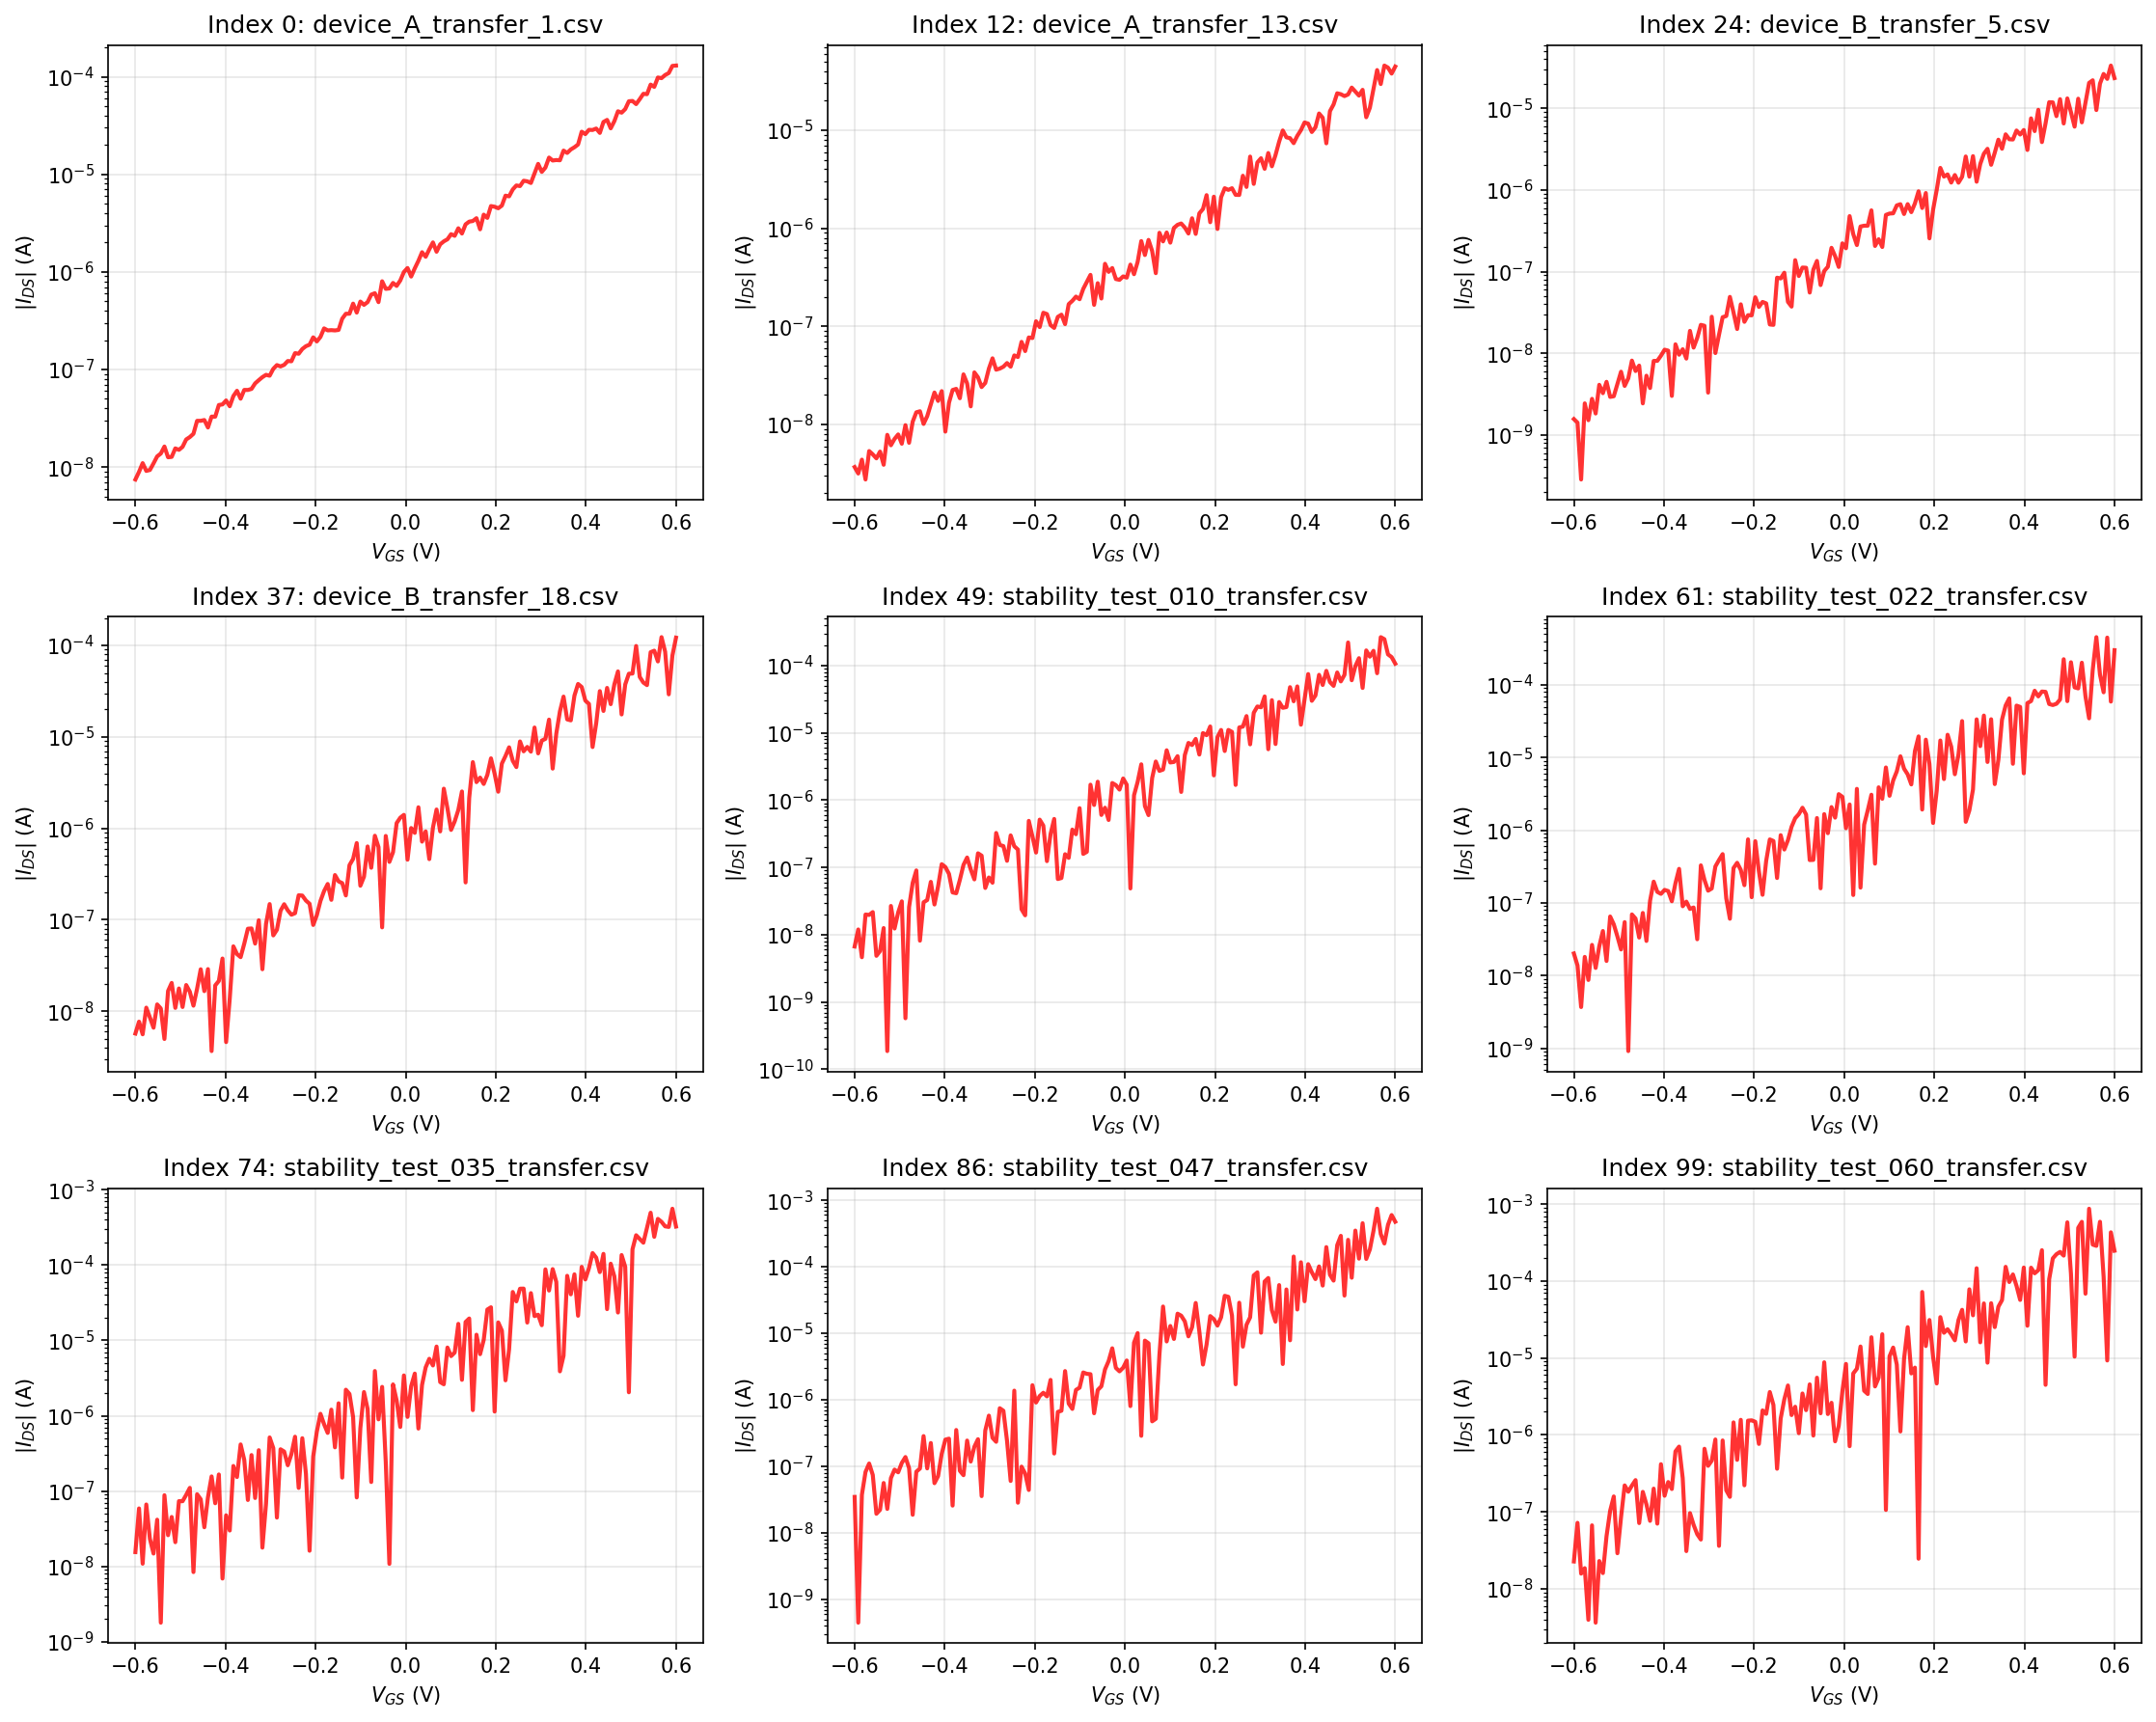 Index 0: device_A_transfer_1.csv
|I_DS| (A)
10⁻⁴
10⁻⁵
10⁻⁶
10⁻⁷
10⁻⁸
−0.6 −0.4 −0.2 0.0 0.2 0.4 0.6
V_GS (V)
Index 12: device_A_transfer_13.csv
|I_DS| (A)
10⁻⁵
10⁻⁶
10⁻⁷
10⁻⁸
−0.6 −0.4 −0.2 0.0 0.2 0.4 0.6
V_GS (V)
Index 24: device_B_transfer_5.csv
|I_DS| (A)
10⁻⁵
10⁻⁶
10⁻⁷
10⁻⁸
10⁻⁹
−0.6 −0.4 −0.2 0.0 0.2 0.4 0.6
V_GS (V)
Index 37: device_B_transfer_18.csv
|I_DS| (A)
10⁻⁴
10⁻⁵
10⁻⁶
10⁻⁷
10⁻⁸
−0.6 −0.4 −0.2 0.0 0.2 0.4 0.6
V_GS (V)
Index 49: stability_test_010_transfer.csv
|I_DS| (A)
10⁻⁴
10⁻⁵
10⁻⁶
10⁻⁷
10⁻⁸
10⁻⁹
10⁻¹⁰
−0.6 −0.4 −0.2 0.0 0.2 0.4 0.6
V_GS (V)
Index 61: stability_test_022_transfer.csv
|I_DS| (A)
10⁻⁴
10⁻⁵
10⁻⁶
10⁻⁷
10⁻⁸
10⁻⁹
−0.6 −0.4 −0.2 0.0 0.2 0.4 0.6
V_GS (V)
Index 74: stability_test_035_transfer.csv
|I_DS| (A)
10⁻³
10⁻⁴
10⁻⁵
10⁻⁶
10⁻⁷
10⁻⁸
10⁻⁹
−0.6 −0.4 −0.2 0.0 0.2 0.4 0.6
V_GS (V)
Index 86: stability_test_047_transfer.csv
|I_DS| (A)
10⁻³
10⁻⁴
10⁻⁵
10⁻⁶
10⁻⁷
10⁻⁸
10⁻⁹
−0.6 −0.4 −0.2 0.0 0.2 0.4 0.6
V_GS (V)
Index 99: stability_test_060_transfer.csv
|I_DS| (A)
10⁻³
10⁻⁴
10⁻⁵
10⁻⁶
10⁻⁷
10⁻⁸
−0.6 −0.4 −0.2 0.0 0.2 0.4 0.6
V_GS (V)